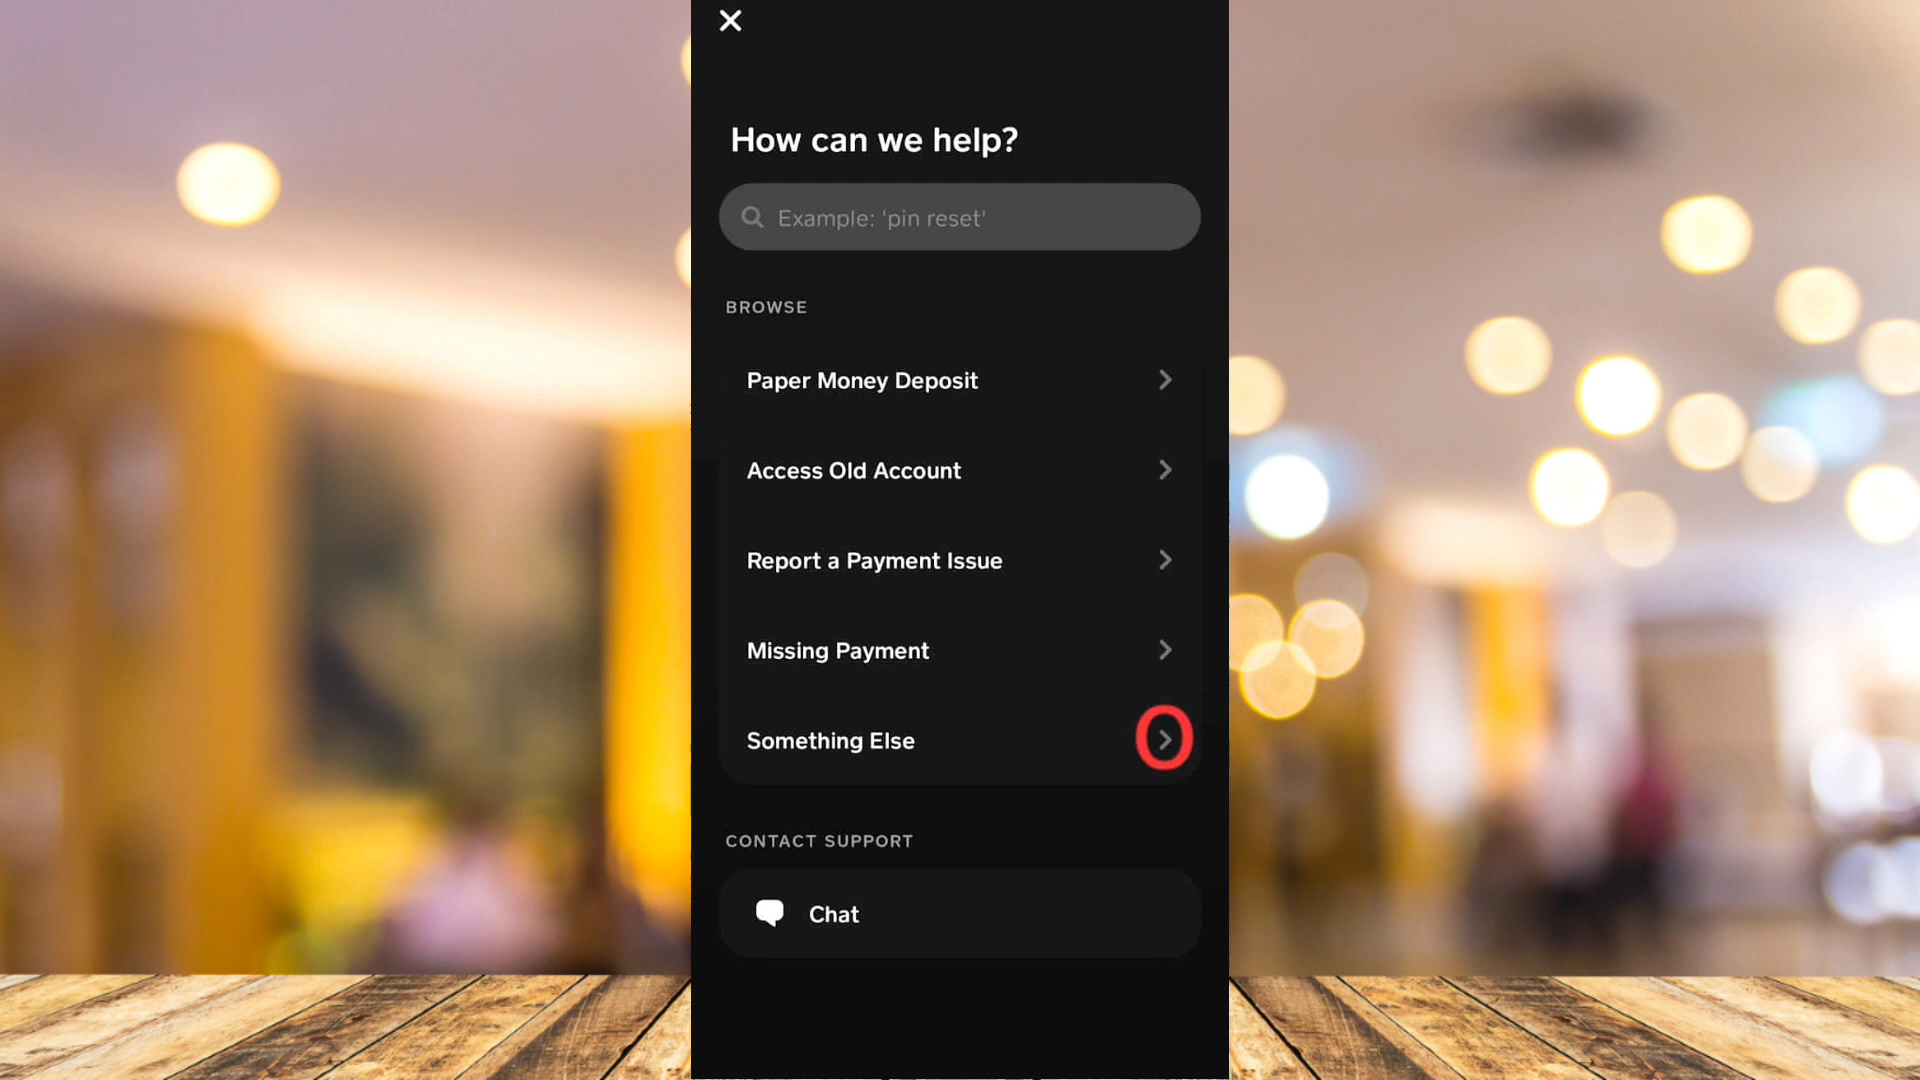 How can we help?
Example: 'pin reset'
BROWSE
Paper Money Deposit
Access Old Account
Report a Payment Issue
Missing Payment
Something Else
CONTACT SUPPORT
Chat